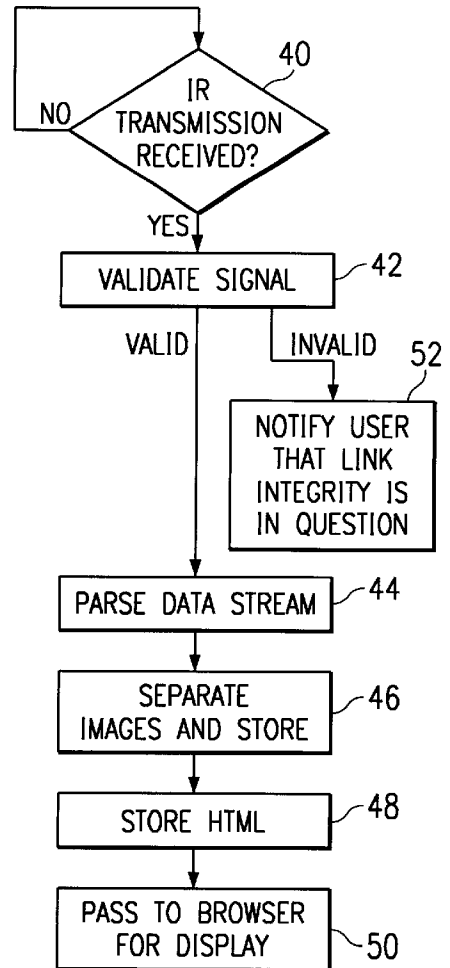 40
IR
TRANSMISSION
RECEIVED?
NO
YES
VALIDATE SIGNAL
42
VALID
INVALID
52
NOTIFY USER
THAT LINK
INTEGRITY IS
IN QUESTION
PARSE DATA STREAM
44
SEPARATE
IMAGES AND STORE
46
STORE HTML
48
PASS TO BROWSER
FOR DISPLAY
50